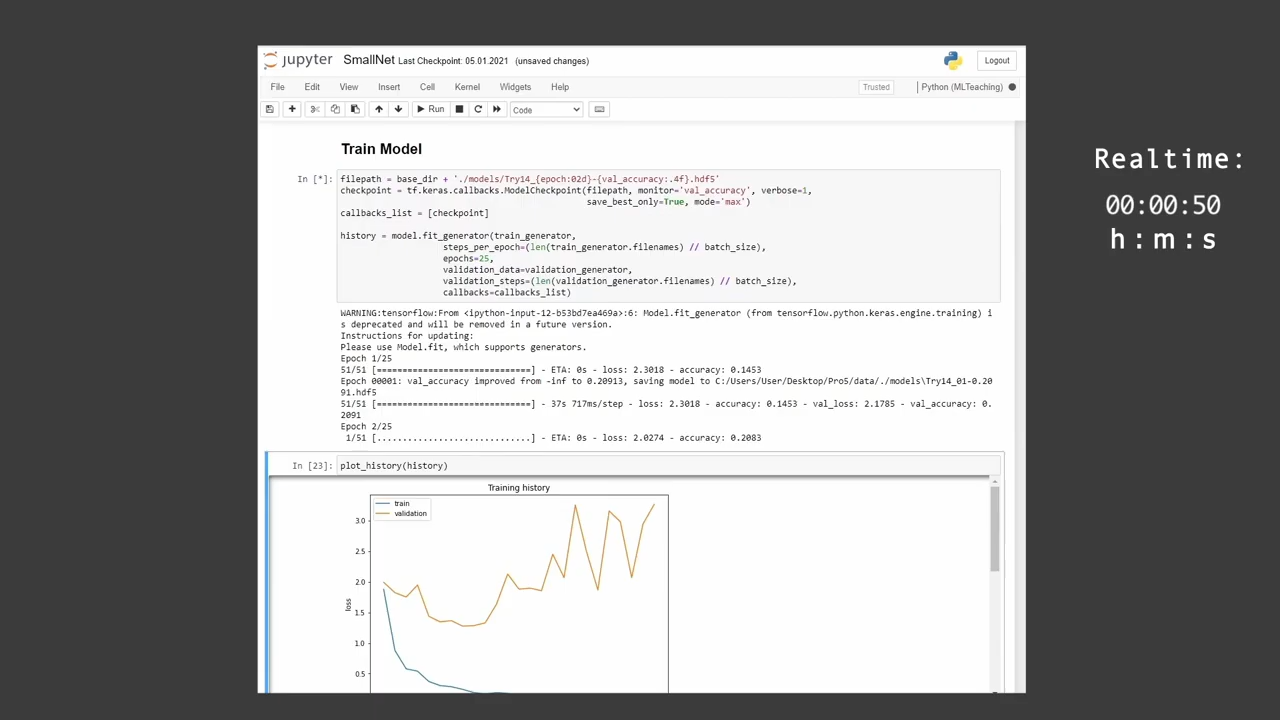 jupyter SmallNet Last Checkpoint: 05.01.2021 (unsaved changes)
Logout
File Edit View Insert Cell Kernel Widgets Help
Trusted
Python (MLTeaching)
Run
Code
Realtime:
00:00:50
h:m:s
Train Model
In [*]:
filepath = base_dir + './models/Try14_{epoch:02d}-{val_accuracy:.4f}.hdf5'
checkpoint = tf.keras.callbacks.ModelCheckpoint(filepath, monitor='val_accuracy', verbose=1,
save_best_only=True, mode='max')
callbacks_list = [checkpoint]
history = model.fit_generator(train_generator,
steps_per_epoch=(len(train_generator.filenames) // batch_size),
epochs=25,
validation_data=validation_generator,
validation_steps=(len(validation_generator.filenames) // batch_size),
callbacks=callbacks_list)
WARNING:tensorflow:From <ipython-input-12-b53bd7ea469a>:6: Model.fit_generator (from tensorflow.python.keras.engine.training) i
s deprecated and will be removed in a future version.
Instructions for updating:
Please use Model.fit, which supports generators.
Epoch 1/25
51/51 [==============================] - ETA: 0s - loss: 2.3018 - accuracy: 0.1453
Epoch 00001: val_accuracy improved from -inf to 0.20913, saving model to C:/Users/User/Desktop/Pro5/data/./models\Try14_01-0.20
91.hdf5
51/51 [==============================] - 37s 717ms/step - loss: 2.3018 - accuracy: 0.1453 - val_loss: 2.1785 - val_accuracy: 0.
2091
Epoch 2/25
1/51 [..............................] - ETA: 0s - loss: 2.0274 - accuracy: 0.2083
In [23]: plot_history(history)
Training history
train
validation
3.0
2.5
2.0
1.5
1.0
0.5
loss